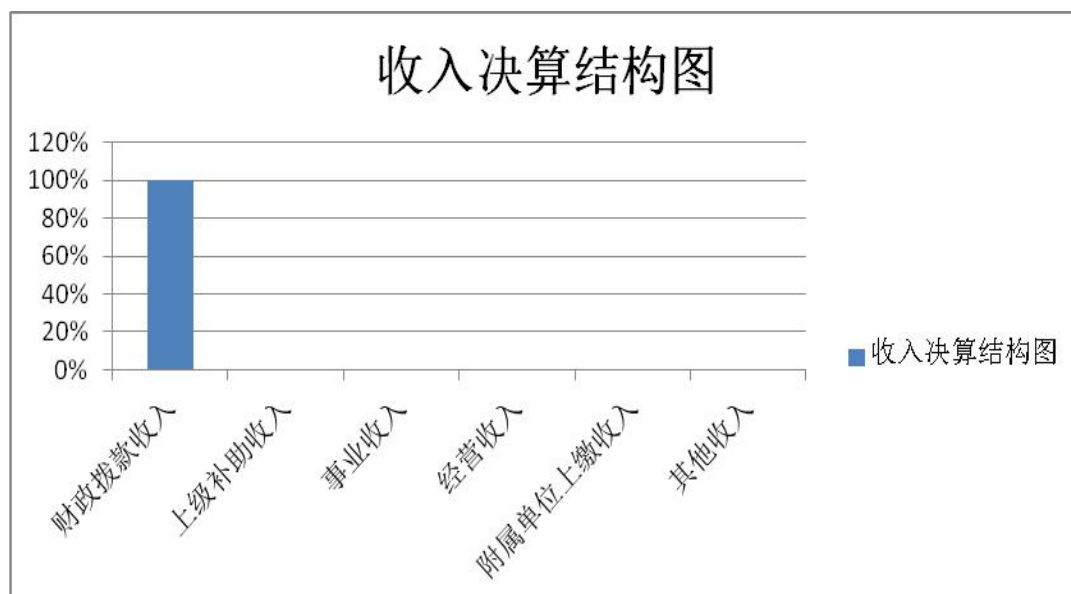 收入决算结构图
120%
100%
80%
60%
40%
20%
0%
财政拨款收入
上级补助收入
事业收入
经营收入
附属单位上缴收入
其他收入
收入决算结构图